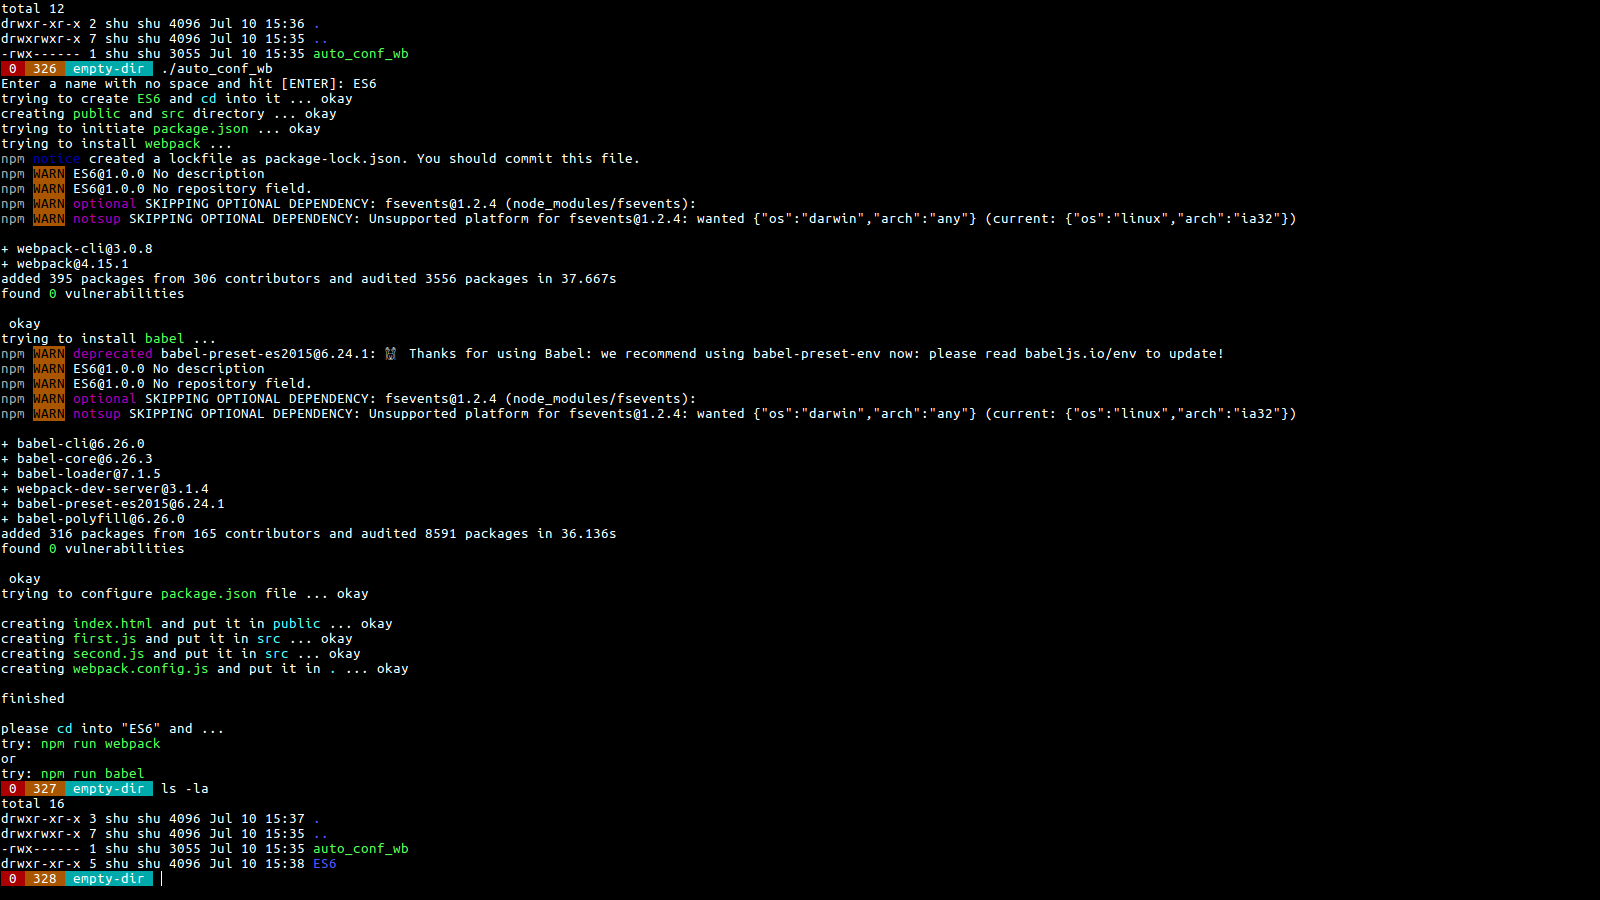 total 12
drwxr-xr-x 2 shu shu 4096 Jul 10 15:36 .
drwxrwxr-x 7 shu shu 4096 Jul 10 15:35 ..
-rwx------ 1 shu shu 3055 Jul 10 15:35 auto_conf_wb
0 326 empty-dir ./auto_conf_wb
Enter a name with no space and hit [ENTER]: ES6
trying to create ES6 and cd into it ... okay
creating public and src directory ... okay
trying to initiate package.json ... okay
trying to install webpack ...
npm notice created a lockfile as package-lock.json. You should commit this file.
npm WARN ES6@1.0.0 No description
npm WARN ES6@1.0.0 No repository field.
npm WARN optional SKIPPING OPTIONAL DEPENDENCY: fsevents@1.2.4 (node_modules/fsevents):
npm WARN notsup SKIPPING OPTIONAL DEPENDENCY: Unsupported platform for fsevents@1.2.4: wanted {"os":"darwin","arch":"any"} (current: {"os":"linux","arch":"ia32"})
+ webpack-cli@3.0.8
+ webpack@4.15.1
added 395 packages from 306 contributors and audited 3556 packages in 37.667s
found 0 vulnerabilities
okay
trying to install babel ...
npm WARN deprecated babel-preset-es2015@6.24.1: 🙌 Thanks for using Babel: we recommend using babel-preset-env now: please read babeljs.io/env to update!
npm WARN ES6@1.0.0 No description
npm WARN ES6@1.0.0 No repository field.
npm WARN optional SKIPPING OPTIONAL DEPENDENCY: fsevents@1.2.4 (node_modules/fsevents):
npm WARN notsup SKIPPING OPTIONAL DEPENDENCY: Unsupported platform for fsevents@1.2.4: wanted {"os":"darwin","arch":"any"} (current: {"os":"linux","arch":"ia32"})
+ babel-cli@6.26.0
+ babel-core@6.26.3
+ babel-loader@7.1.5
+ webpack-dev-server@3.1.4
+ babel-preset-es2015@6.24.1
+ babel-polyfill@6.26.0
added 316 packages from 165 contributors and audited 8591 packages in 36.136s
found 0 vulnerabilities
okay
trying to configure package.json file ... okay
creating index.html and put it in public ... okay
creating first.js and put it in src ... okay
creating second.js and put it in src ... okay
creating webpack.config.js and put it in . ... okay
finished
please cd into "ES6" and ...
try: npm run webpack
or
try: npm run babel
0 327 empty-dir ls -la
total 16
drwxr-xr-x 3 shu shu 4096 Jul 10 15:37 .
drwxrwxr-x 7 shu shu 4096 Jul 10 15:35 ..
-rwx------ 1 shu shu 3055 Jul 10 15:35 auto_conf_wb
drwxr-xr-x 5 shu shu 4096 Jul 10 15:38 ES6
0 328 empty-dir